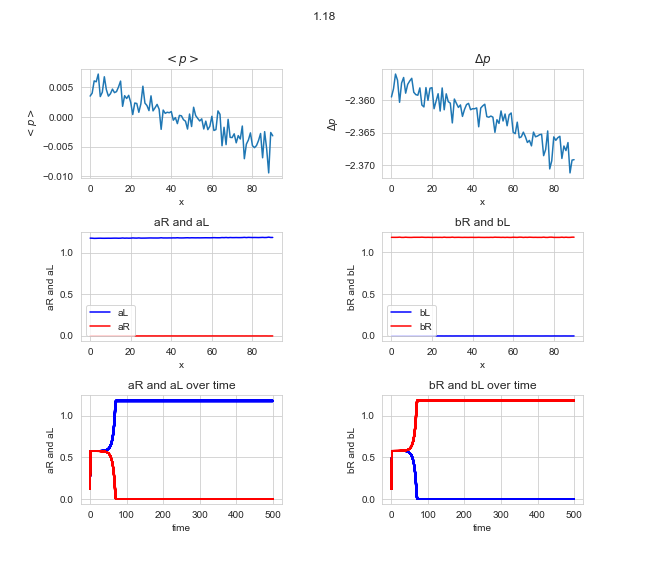 1.18
< p >
Δp
0.005
0.000
−0.005
−0.010
< p >
0 20 40 60 80
x
−2.360
−2.365
−2.370
Δp
0 20 40 60 80
x
aR and aL
bR and bL
1.0
0.5
0.0
aR and aL
aL
aR
0 20 40 60 80
x
1.0
0.5
0.0
bR and bL
bL
bR
0 20 40 60 80
x
aR and aL over time
bR and bL over time
1.0
0.5
0.0
aR and aL
0 100 200 300 400 500
time
1.0
0.5
0.0
bR and bL
0 100 200 300 400 500
time